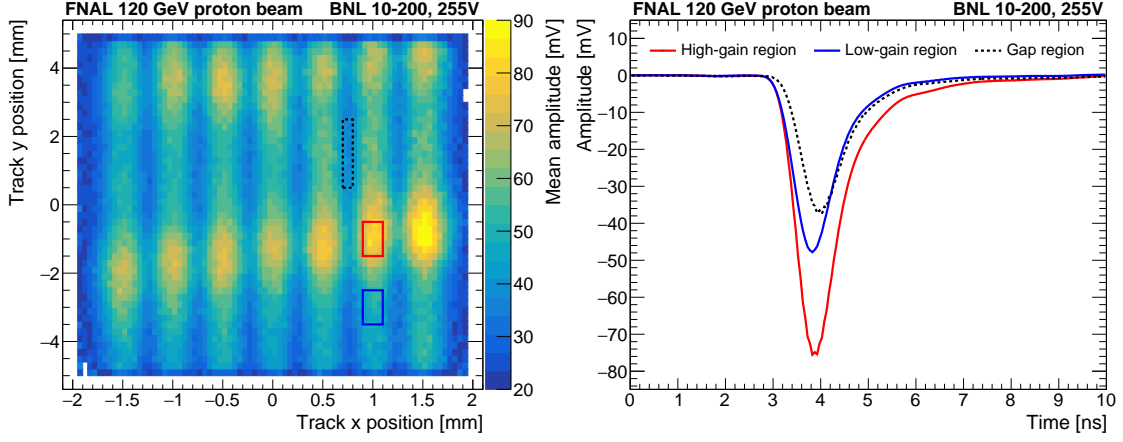 FNAL 120 GeV proton beam BNL 10-200, 255V
Track y position [mm]
4
2
0
−2
−4
−2 −1.5 −1 −0.5 0 0.5 1 1.5 2
Track x position [mm]
90
80
70
60
50
40
30
20
Mean amplitude [mV]
FNAL 120 GeV proton beam BNL 10-200, 255V
High-gain region Low-gain region Gap region
Amplitude [mV]
10
0
−10
−20
−30
−40
−50
−60
−70
−80
0 1 2 3 4 5 6 7 8 9 10
Time [ns]